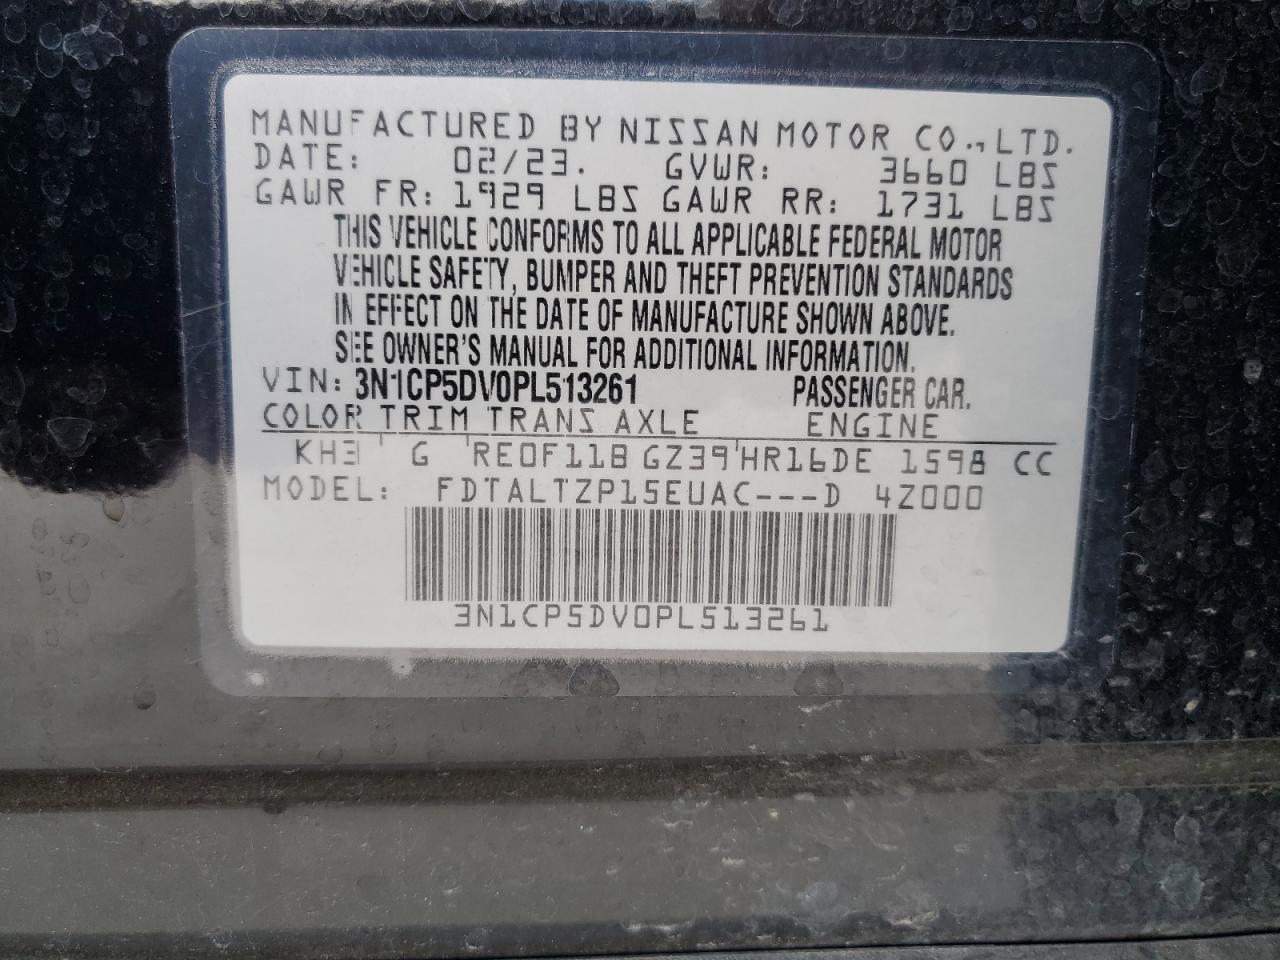 MANUFACTURED BY NISSAN MOTOR CO., LTD.
DATE: 02/23. GVWR: 3660 LBS
GAWR FR: 1929 LBS GAWR RR: 1731 LBS
THIS VEHICLE CONFORMS TO ALL APPLICABLE FEDERAL MOTOR
VEHICLE SAFETY, BUMPER AND THEFT PREVENTION STANDARDS
IN EFFECT ON THE DATE OF MANUFACTURE SHOWN ABOVE.
SEE OWNER'S MANUAL FOR ADDITIONAL INFORMATION.
VIN: 3N1CP5DV0PL513261 PASSENGER CAR.
COLOR TRIM TRANS AXLE ENGINE
KH3 G RE0F11B GZ39 HR16DE 1598 CC
MODEL: FDTALTZP15EUAC---D 4Z000
3N1CP5DV0PL513261